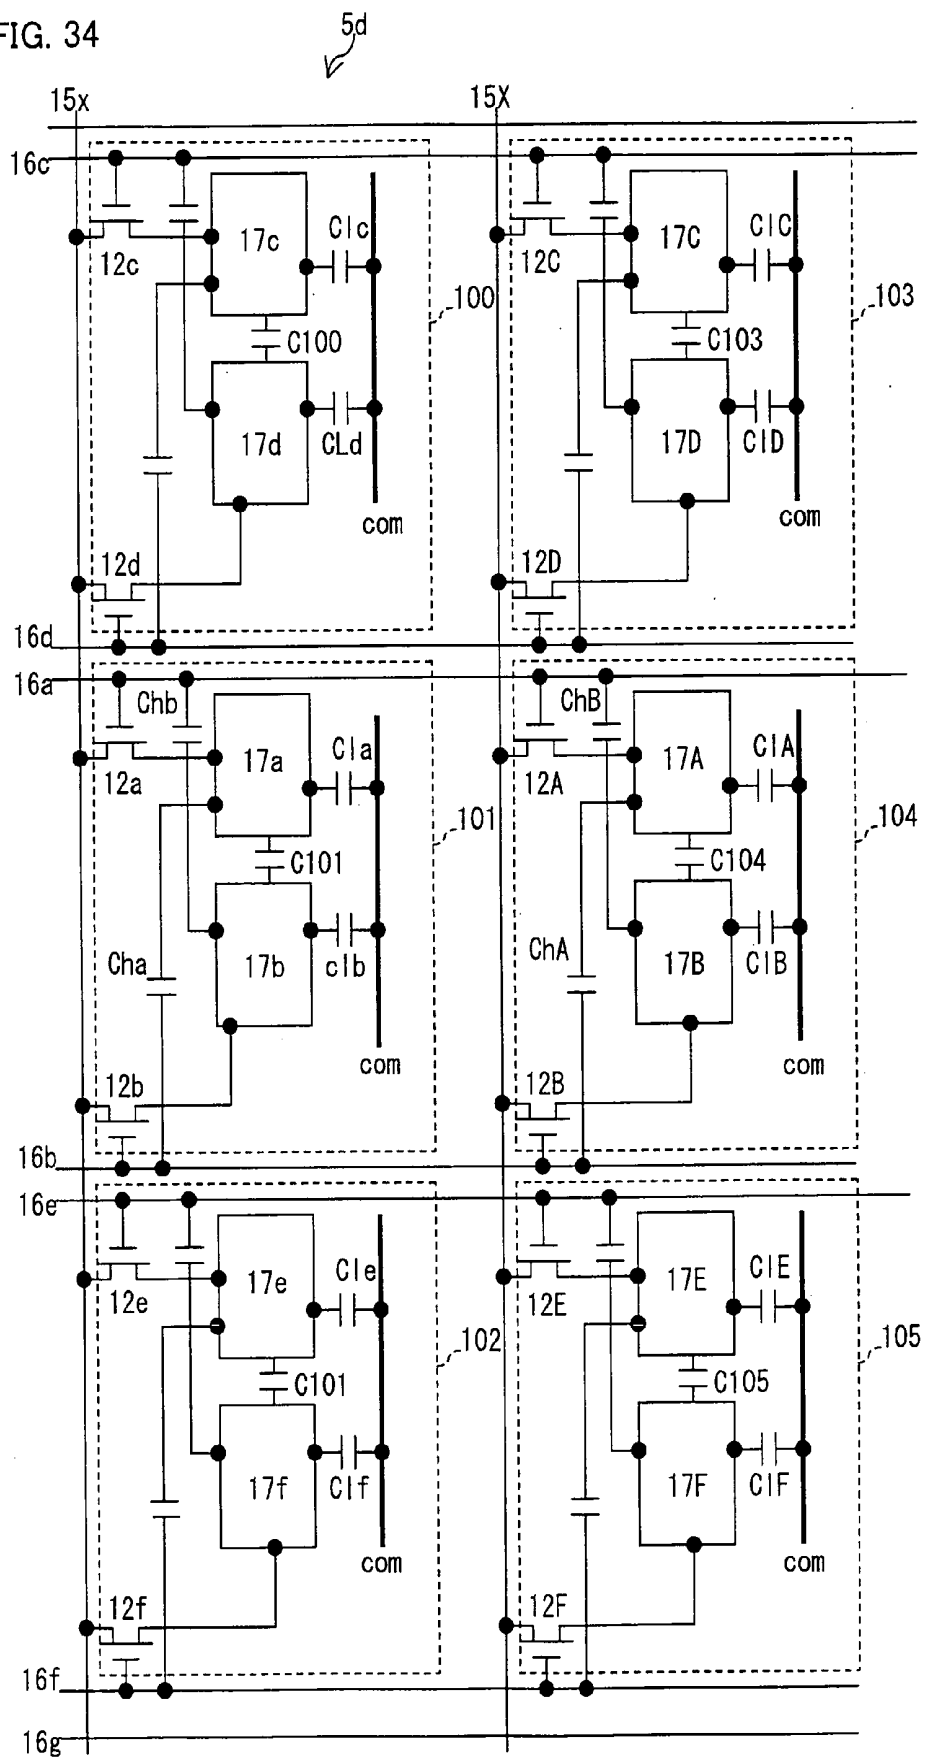 FIG. 34
5d
15x 15X
16c
17c Clc 17C ClC
12c 12C
100 103
C100 C103
17d CLd 17D ClD
com com
12d 12D
16d
16a
Chb ChB
17a Cla 17A ClA
12a 12A
101 104
C101 C104
Cha 17b clb ChA 17B ClB
com com
12b 12B
16b
16e
17e Cle 17E ClE
12e 12E
102 105
C101 C105
17f Clf 17F ClF
com com
12f 12F
16f
16g